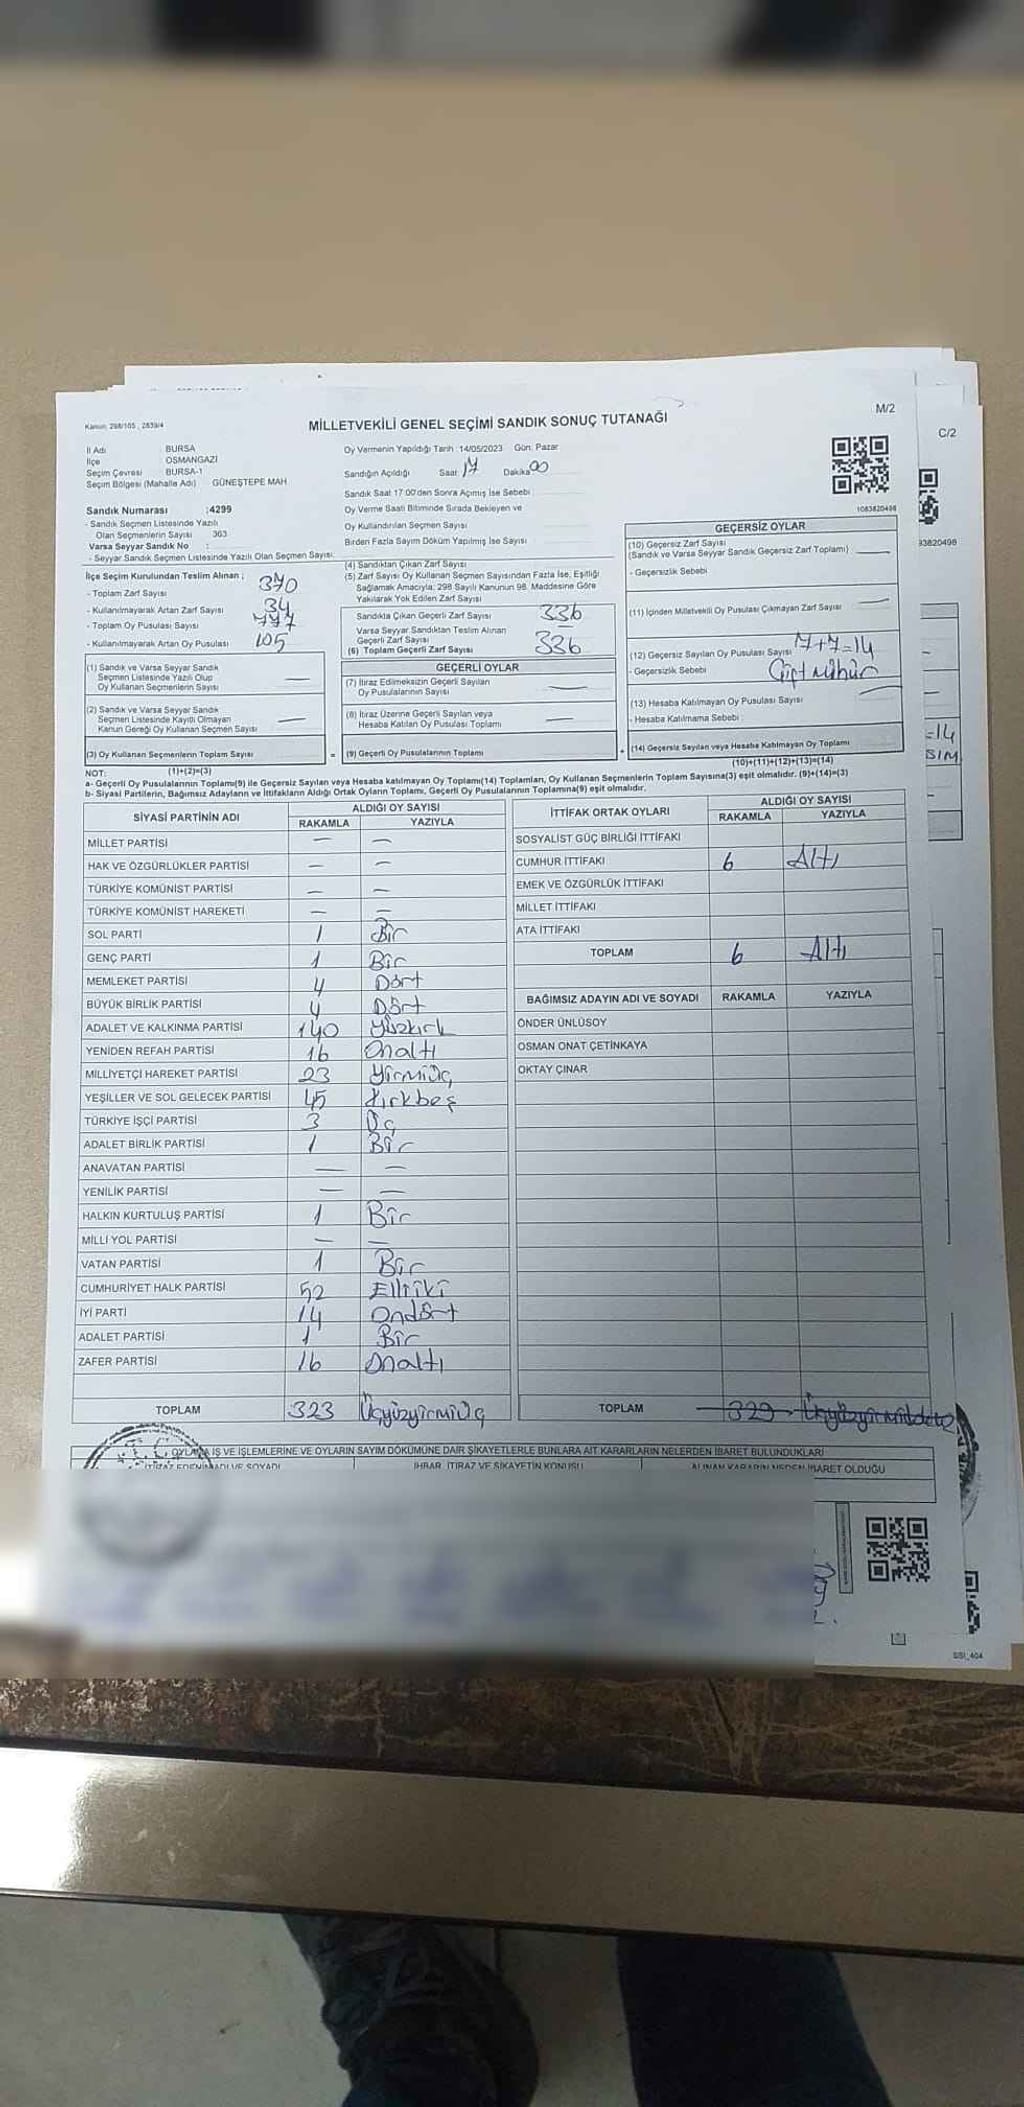 Kanun: 298/105 , 2839/4
MİLLETVEKİLİ GENEL SEÇİMİ SANDIK SONUÇ TUTANAĞI
M/2
C/2
İl Adı : BURSA
İlçe : OSMANGAZİ
Seçim Çevresi : BURSA-1
Seçim Bölgesi (Mahalle Adı) GÜNEŞTEPE MAH.
Oy Vermenin Yapıldığı Tarih :14/05/2023 Gün: Pazar
Sandığın Açıldığı Saat: 17 Dakika 00
Sandık Saat 17:00'den Sonra Açmış İse Sebebi
Oy Verme Saati Bitiminde Sırada Bekleyen ve
Oy Kullandırılan Seçmen Sayısı
Birden Fazla Sayım Döküm Yapılmış İse Sayısı
1083820498
93820498
Sandık Numarası :4299
- Sandık Seçmen Listesinde Yazılı
Olan Seçmenlerin Sayısı 363
Varsa Seyyar Sandık No :
- Seyyar Sandık Seçmen Listesinde Yazılı Olan Seçmen Sayısı:
İlçe Seçim Kurulundan Teslim Alınan ;
- Toplam Zarf Sayısı 370
- Kullanılmayarak Artan Zarf Sayısı 34
- Toplam Oy Pusulası Sayısı
- Kullanılmayarak Artan Oy Pusulası 105
(1) Sandık ve Varsa Seyyar Sandık
Seçmen Listesinde Yazılı Olup
Oy Kullanan Seçmenlerin Sayısı —
(2) Sandık ve Varsa Seyyar Sandık
Seçmen Listesinde Kayıtlı Olmayan
Kanun Gereği Oy Kullanan Seçmen Sayısı —
(3) Oy Kullanan Seçmenlerin Toplam Sayısı
(1)+(2)=(3)
(4) Sandıktan Çıkan Zarf Sayısı
(5) Zarf Sayısı Oy Kullanan Seçmen Sayısından Fazla İse, Eşitliği
Sağlamak Amacıyla; 298 Sayılı Kanunun 98. Maddesine Göre
Yakılarak Yok Edilen Zarf Sayısı
Sandıkta Çıkan Geçerli Zarf Sayısı 336
Varsa Seyyar Sandıktan Teslim Alınan
Geçerli Zarf Sayısı
(6) Toplam Geçerli Zarf Sayısı 336
GEÇERLİ OYLAR
(7) İtiraz Edilmeksizin Geçerli Sayılan
Oy Pusulalarının Sayısı —
(8) İtiraz Üzerine Geçerli Sayılan veya
Hesaba Katılan Oy Pusulası Toplamı —
= (9) Geçerli Oy Pusulalarının Toplamı
GEÇERSİZ OYLAR
(10) Geçersiz Zarf Sayısı
(Sandık ve Varsa Seyyar Sandık Geçersiz Zarf Toplamı) —
- Geçersizlik Sebebi
(11) İçinden Milletvekili Oy Pusulası Çıkmayan Zarf Sayısı —
(12) Geçersiz Sayılan Oy Pusulası Sayısı 7+7=14
- Geçersizlik Sebebi Çift mühür
(13) Hesaba Katılmayan Oy Pusulası Sayısı —
- Hesaba Katılmama Sebebi :
+ (14) Geçersiz Sayılan veya Hesaba Katılmayan Oy Toplamı
(10)+(11)+(12)+(13)=(14)
=14
NOT:
a- Geçerli Oy Pusulalarının Toplamı(9) ile Geçersiz Sayılan veya Hesaba katılmayan Oy Toplamı(14) Toplamları, Oy Kullanan Seçmenlerin Toplam Sayısına(3) eşit olmalıdır. (9)+(14)=(3)
b- Siyasi Partilerin, Bağımsız Adayların ve İttifakların Aldığı Ortak Oyların Toplamı, Geçerli Oy Pusulalarının Toplamına(9) eşit olmalıdır.
SİYASİ PARTİNİN ADI ALDIĞI OY SAYISI
RAKAMLA YAZIYLA
MİLLET PARTİSİ — —
HAK VE ÖZGÜRLÜKLER PARTİSİ — —
TÜRKİYE KOMÜNİST PARTİSİ — —
TÜRKİYE KOMÜNİST HAREKETİ — —
SOL PARTİ 1 Bir
GENÇ PARTİ 1 Bir
MEMLEKET PARTİSİ 4 Dört
BÜYÜK BİRLİK PARTİSİ 4 Dört
ADALET VE KALKINMA PARTİSİ 140 Yüzkırk
YENİDEN REFAH PARTİSİ 16 Onaltı
MİLLİYETÇİ HAREKET PARTİSİ 23 Yirmiüç
YEŞİLLER VE SOL GELECEK PARTİSİ 45 Kırkbeş
TÜRKİYE İŞÇİ PARTİSİ 3 Üç
ADALET BİRLİK PARTİSİ 1 Bir
ANAVATAN PARTİSİ — —
YENİLİK PARTİSİ — —
HALKIN KURTULUŞ PARTİSİ 1 Bir
MİLLİ YOL PARTİSİ — —
VATAN PARTİSİ 1 Bir
CUMHURİYET HALK PARTİSİ 52 Elliiki
İYİ PARTİ 14 Ondört
ADALET PARTİSİ 1 Bir
ZAFER PARTİSİ 16 Onaltı
TOPLAM 323 Üçyüzyirmiüç
İTTİFAK ORTAK OYLARI ALDIĞI OY SAYISI
RAKAMLA YAZIYLA
SOSYALİST GÜÇ BİRLİĞİ İTTİFAKI
CUMHUR İTTİFAKI 6 Altı
EMEK VE ÖZGÜRLÜK İTTİFAKI
MİLLET İTTİFAKI
ATA İTTİFAKI
TOPLAM 6 Altı
BAĞIMSIZ ADAYIN ADI VE SOYADI RAKAMLA YAZIYLA
ÖNDER ÜNLÜSOY
OSMAN ONAT ÇETİNKAYA
OKTAY ÇINAR
TOPLAM 329
OYLAMA İŞ VE İŞLEMLERİNE VE OYLARIN SAYIM DÖKÜMÜNE DAİR ŞİKAYETLERLE BUNLARA AİT KARARLARIN NELERDEN İBARET BULUNDUKLARI
İTİRAZ EDENİN ADI VE SOYADI İHBAR, İTİRAZ VE ŞİKAYETİN KONUSU ALINAN KARARIN NEDEN İBARET OLDUĞU
SSI_404